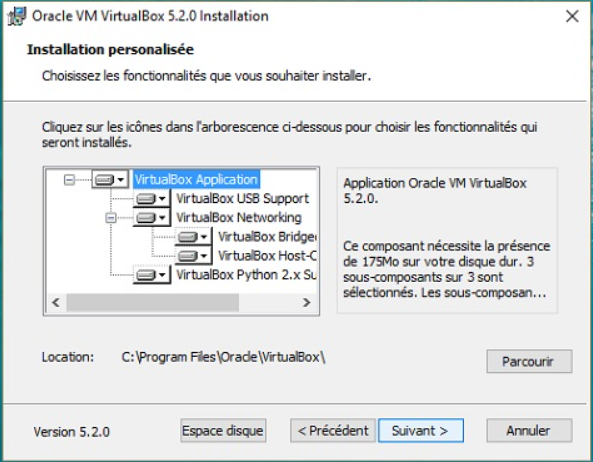 Oracle VM VirtualBox 5.2.0 Installation
Installation personalisée
Choisissez les fonctionnalités que vous souhaiter installer.
Cliquez sur les icônes dans l'arborescence ci-dessous pour choisir les fonctionnalités qui
seront installés.
VirtualBox Application
VirtualBox USB Support
VirtualBox Networking
VirtualBox Bridge
VirtualBox Host-C
VirtualBox Python 2.x Su
Application Oracle VM VirtualBox
5.2.0.
Ce composant nécessite la présence
de 175Mo sur votre disque dur. 3
sous-composants sur 3 sont
sélectionnés. Les sous-composan...
Location: C:\Program Files\Oracle\VirtualBox\
Parcourir
Version 5.2.0
Espace disque
< Précédent
Suivant >
Annuler